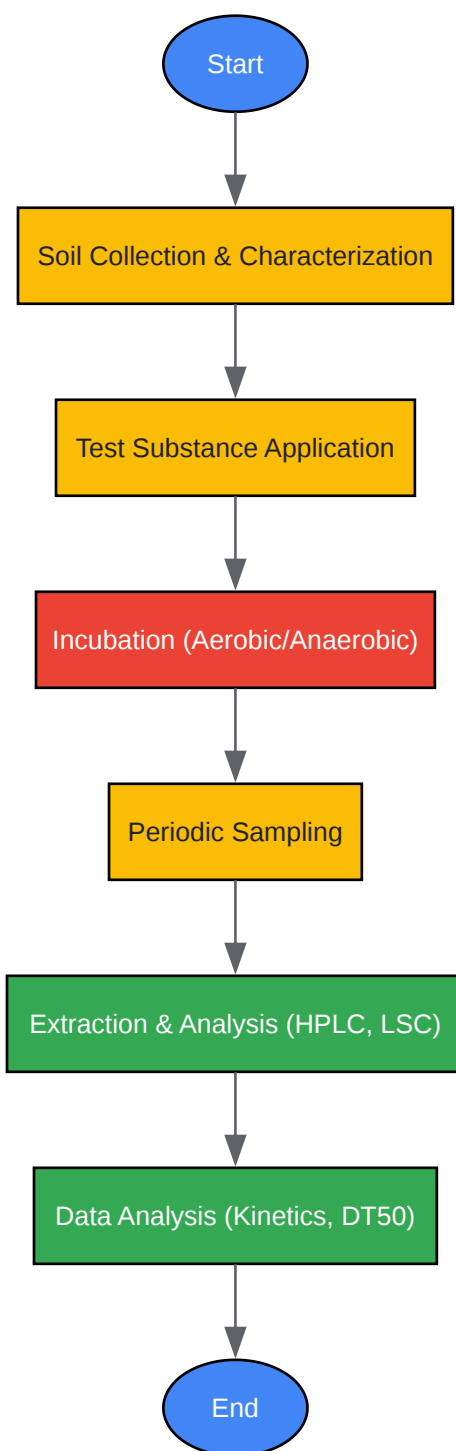 Start
Soil Collection & Characterization
Test Substance Application
Incubation (Aerobic/Anaerobic)
Periodic Sampling
Extraction & Analysis (HPLC, LSC)
Data Analysis (Kinetics, DT50)
End